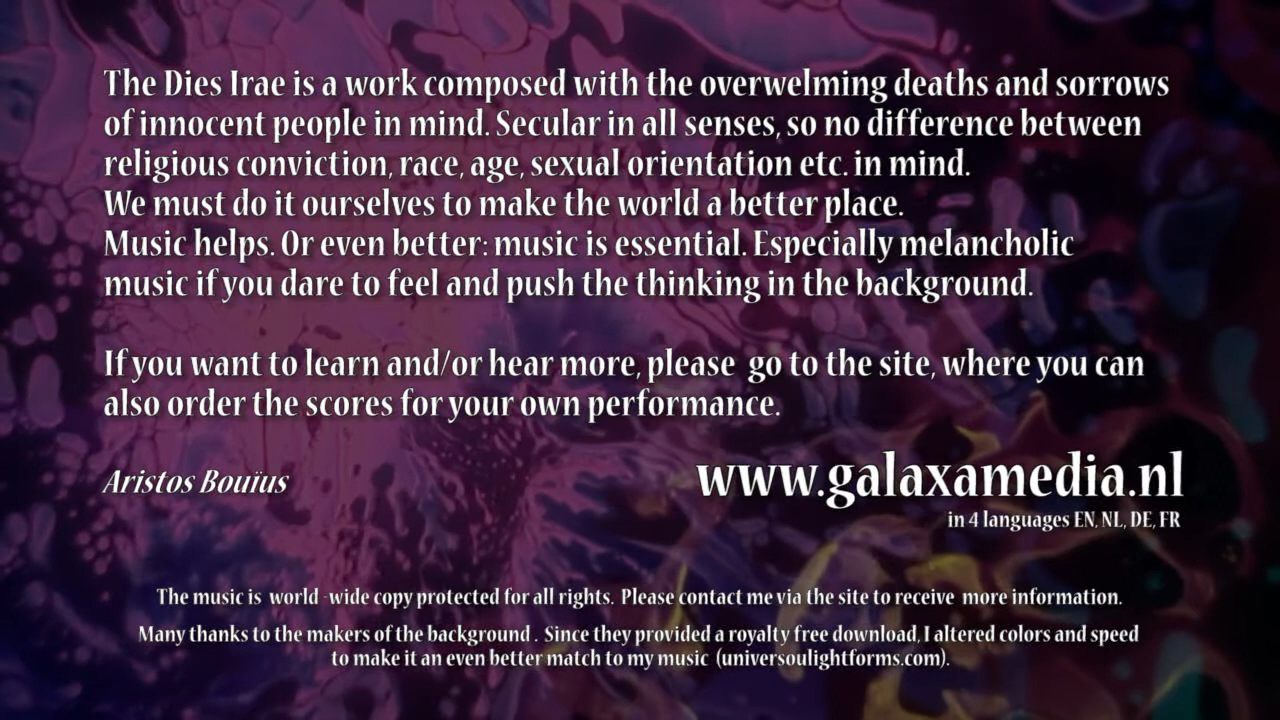 The Dies Irae is a work composed with the overwelming deaths and sorrows
of innocent people in mind. Secular in all senses, so no difference between
religious conviction, race, age, sexual orientation etc. in mind.
We must do it ourselves to make the world a better place.
Music helps. Or even better: music is essential. Especially melancholic
music if you dare to feel and push the thinking in the background.
If you want to learn and/or hear more, please go to the site, where you can
also order the scores for your own performance.
Aristos Bouïus
www.galaxamedia.nl
in 4 languages EN, NL, DE, FR
The music is world -wide copy protected for all rights. Please contact me via the site to receive more information.
Many thanks to the makers of the background . Since they provided a royalty free download, I altered colors and speed
to make it an even better match to my music (universoulightforms.com).